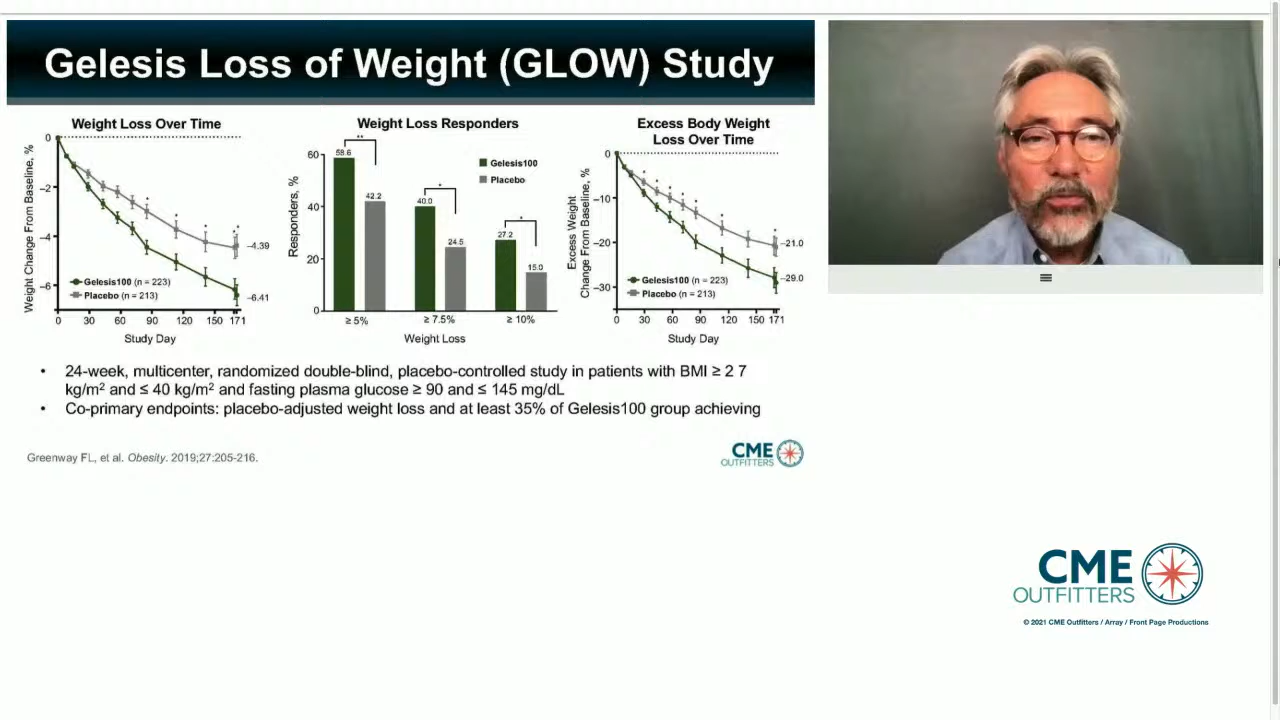 Gelesis Loss of Weight (GLOW) Study
Weight Loss Over Time
Weight Change From Baseline, %
0
−2
−4
−6
−4.39
−6.41
Gelesis100 (n = 223)
Placebo (n = 213)
0 30 60 90 120 150 171
Study Day
Weight Loss Responders
Responders, %
60
40
20
0
**
58.6
42.2
*
40.0
24.5
*
27.2
15.0
Gelesis100
Placebo
≥ 5% ≥ 7.5% ≥ 10%
Weight Loss
Excess Body Weight
Loss Over Time
Excess Weight
Change From Baseline, %
0
−10
−20
−30
−21.0
−29.0
Gelesis100 (n = 223)
Placebo (n = 213)
0 30 60 90 120 150 171
Study Day
• 24-week, multicenter, randomized double-blind, placebo-controlled study in patients with BMI ≥ 2 7
kg/m² and ≤ 40 kg/m² and fasting plasma glucose ≥ 90 and ≤ 145 mg/dL
• Co-primary endpoints: placebo-adjusted weight loss and at least 35% of Gelesis100 group achieving
Greenway FL, et al. Obesity. 2019;27:205-216.
CME
OUTFITTERS
CME
OUTFITTERS
© 2021 CME Outfitters / Array / Front Page Productions